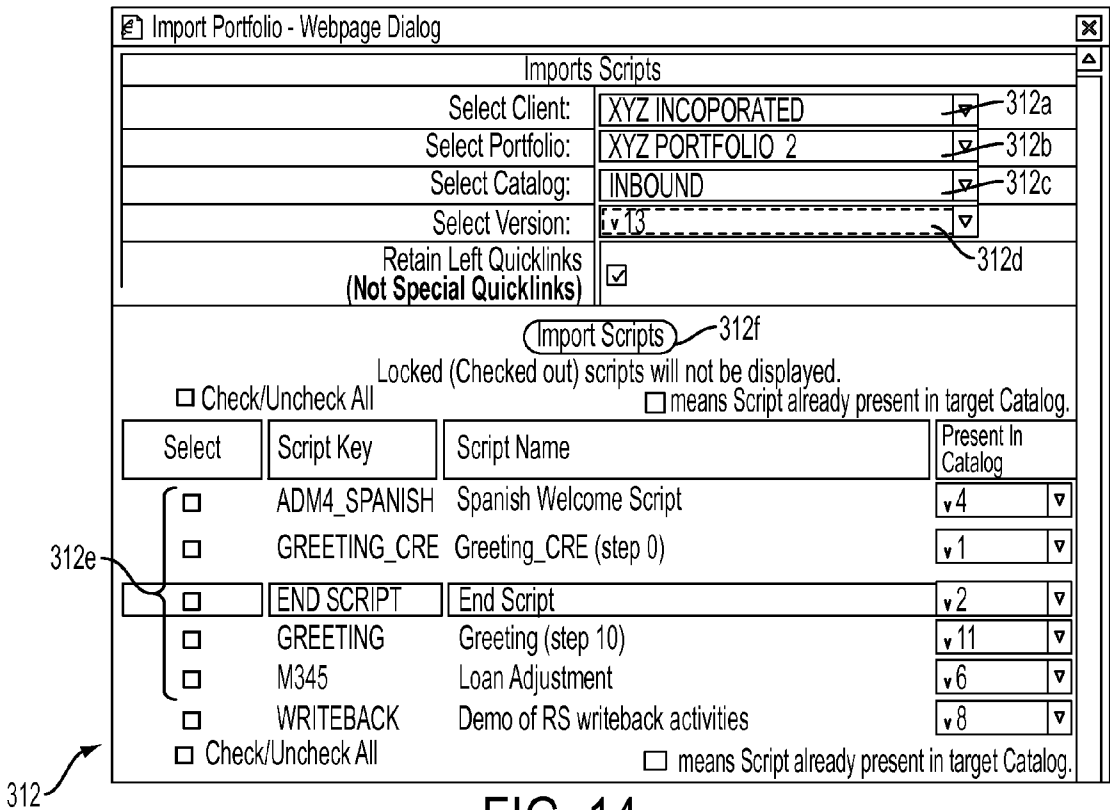 Import Portfolio - Webpage Dialog
Imports Scripts
Select Client: XYZ INCOPORATED 312a
Select Portfolio: XYZ PORTFOLIO 2 312b
Select Catalog: INBOUND 312c
Select Version: v 13
312d
Retain Left Quicklinks
(Not Special Quicklinks)
Import Scripts 312f
Locked (Checked out) scripts will not be displayed.
Check/Uncheck All means Script already present in target Catalog.
Select Script Key Script Name Present In Catalog
ADM4_SPANISH Spanish Welcome Script v 4
GREETING_CRE Greeting_CRE (step 0) v 1
312e
END SCRIPT End Script v 2
GREETING Greeting (step 10) v 11
M345 Loan Adjustment v 6
WRITEBACK Demo of RS writeback activities v 8
Check/Uncheck All means Script already present in target Catalog.
312
FIG. 14